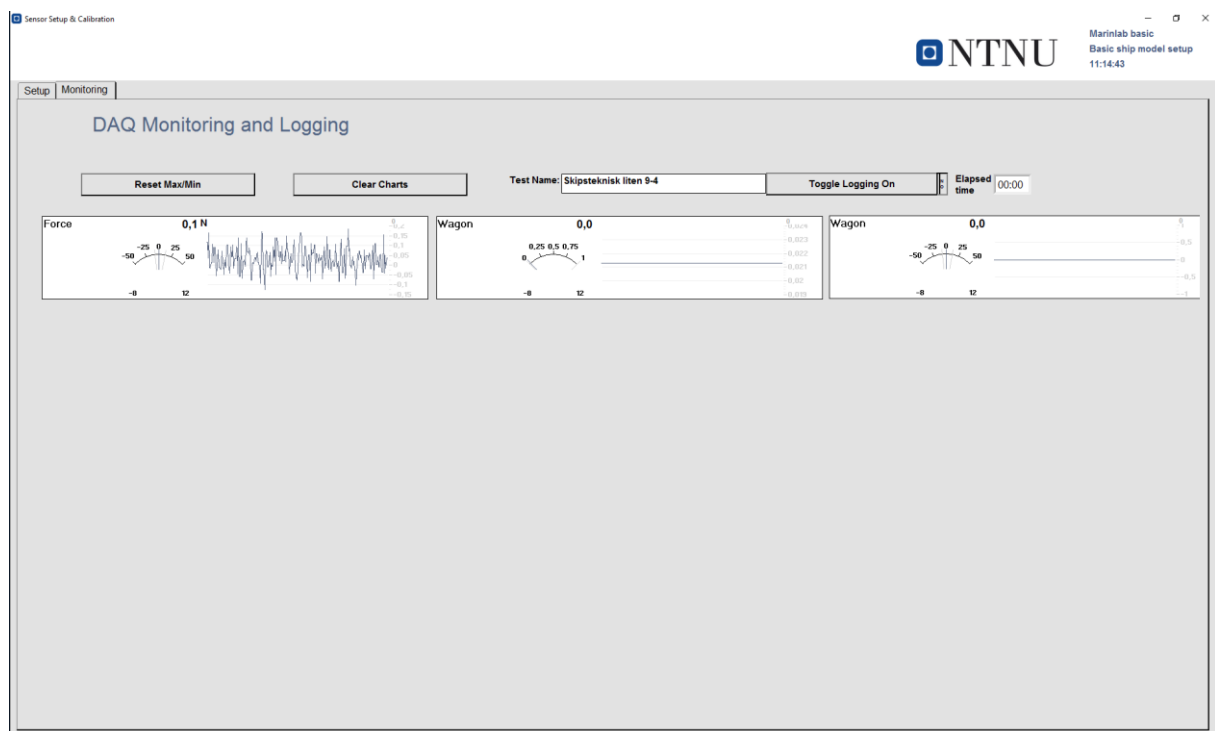 Sensor Setup & Calibration
NTNU
Marinlab basic
Basic ship model setup
11:14:43
Setup Monitoring
DAQ Monitoring and Logging
Reset Max/Min
Clear Charts
Test Name: Skipsteknisk liten 9-4
Toggle Logging On
Elapsed time 00:00
Force 0,1 N
-50 -25 0 25 50
-8 12
0,15
0,1
0,05
0
-0,05
-0,1
-0,15
Wagon 0,0
0 0,25 0,5 0,75 1
-8 12
0,023
0,022
0,021
0,02
0,019
Wagon 0,0
-50 -25 0 25 50
-8 12
0,5
0
-0,5
-1